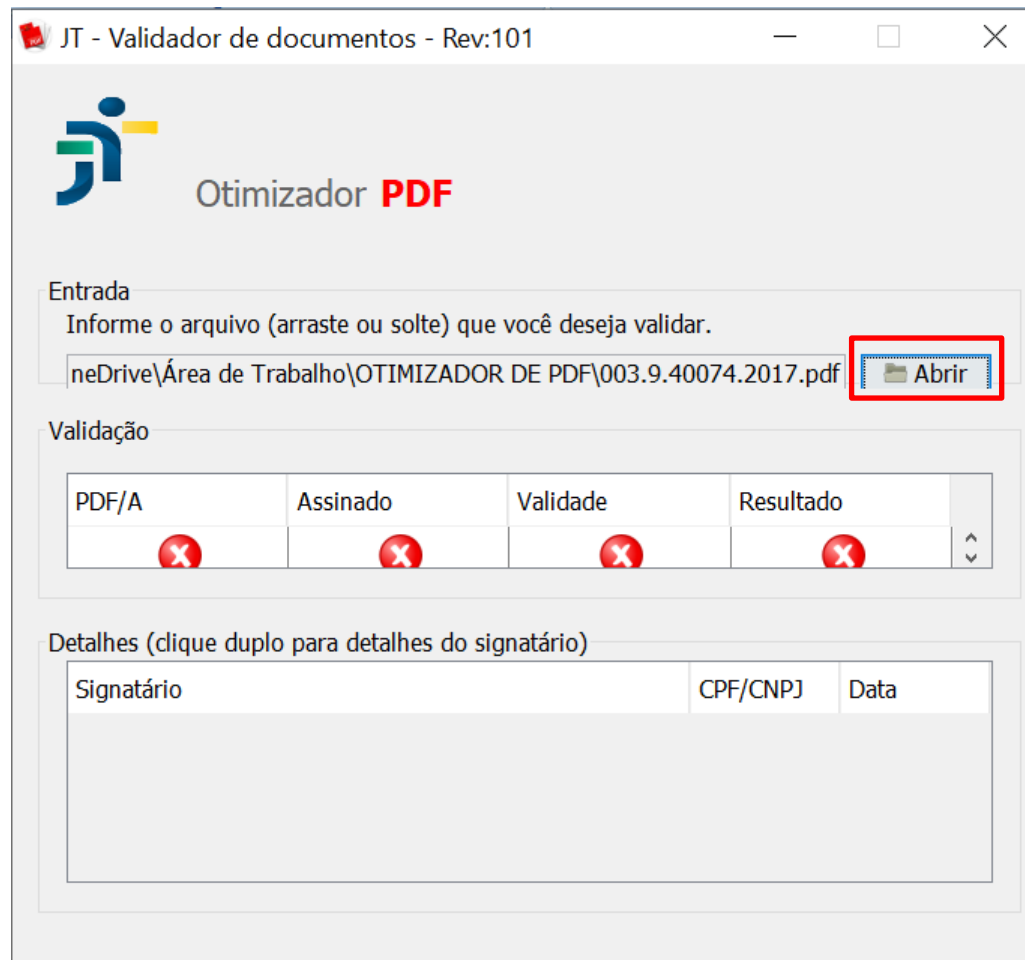 JT - Validador de documentos - Rev:101
Otimizador PDF
Entrada
Informe o arquivo (arraste ou solte) que você deseja validar.
neDrive\Área de Trabalho\OTIMIZADOR DE PDF\003.9.40074.2017.pdf Abrir
Validação
PDF/A Assinado Validade Resultado
Detalhes (clique duplo para detalhes do signatário)
Signatário CPF/CNPJ Data